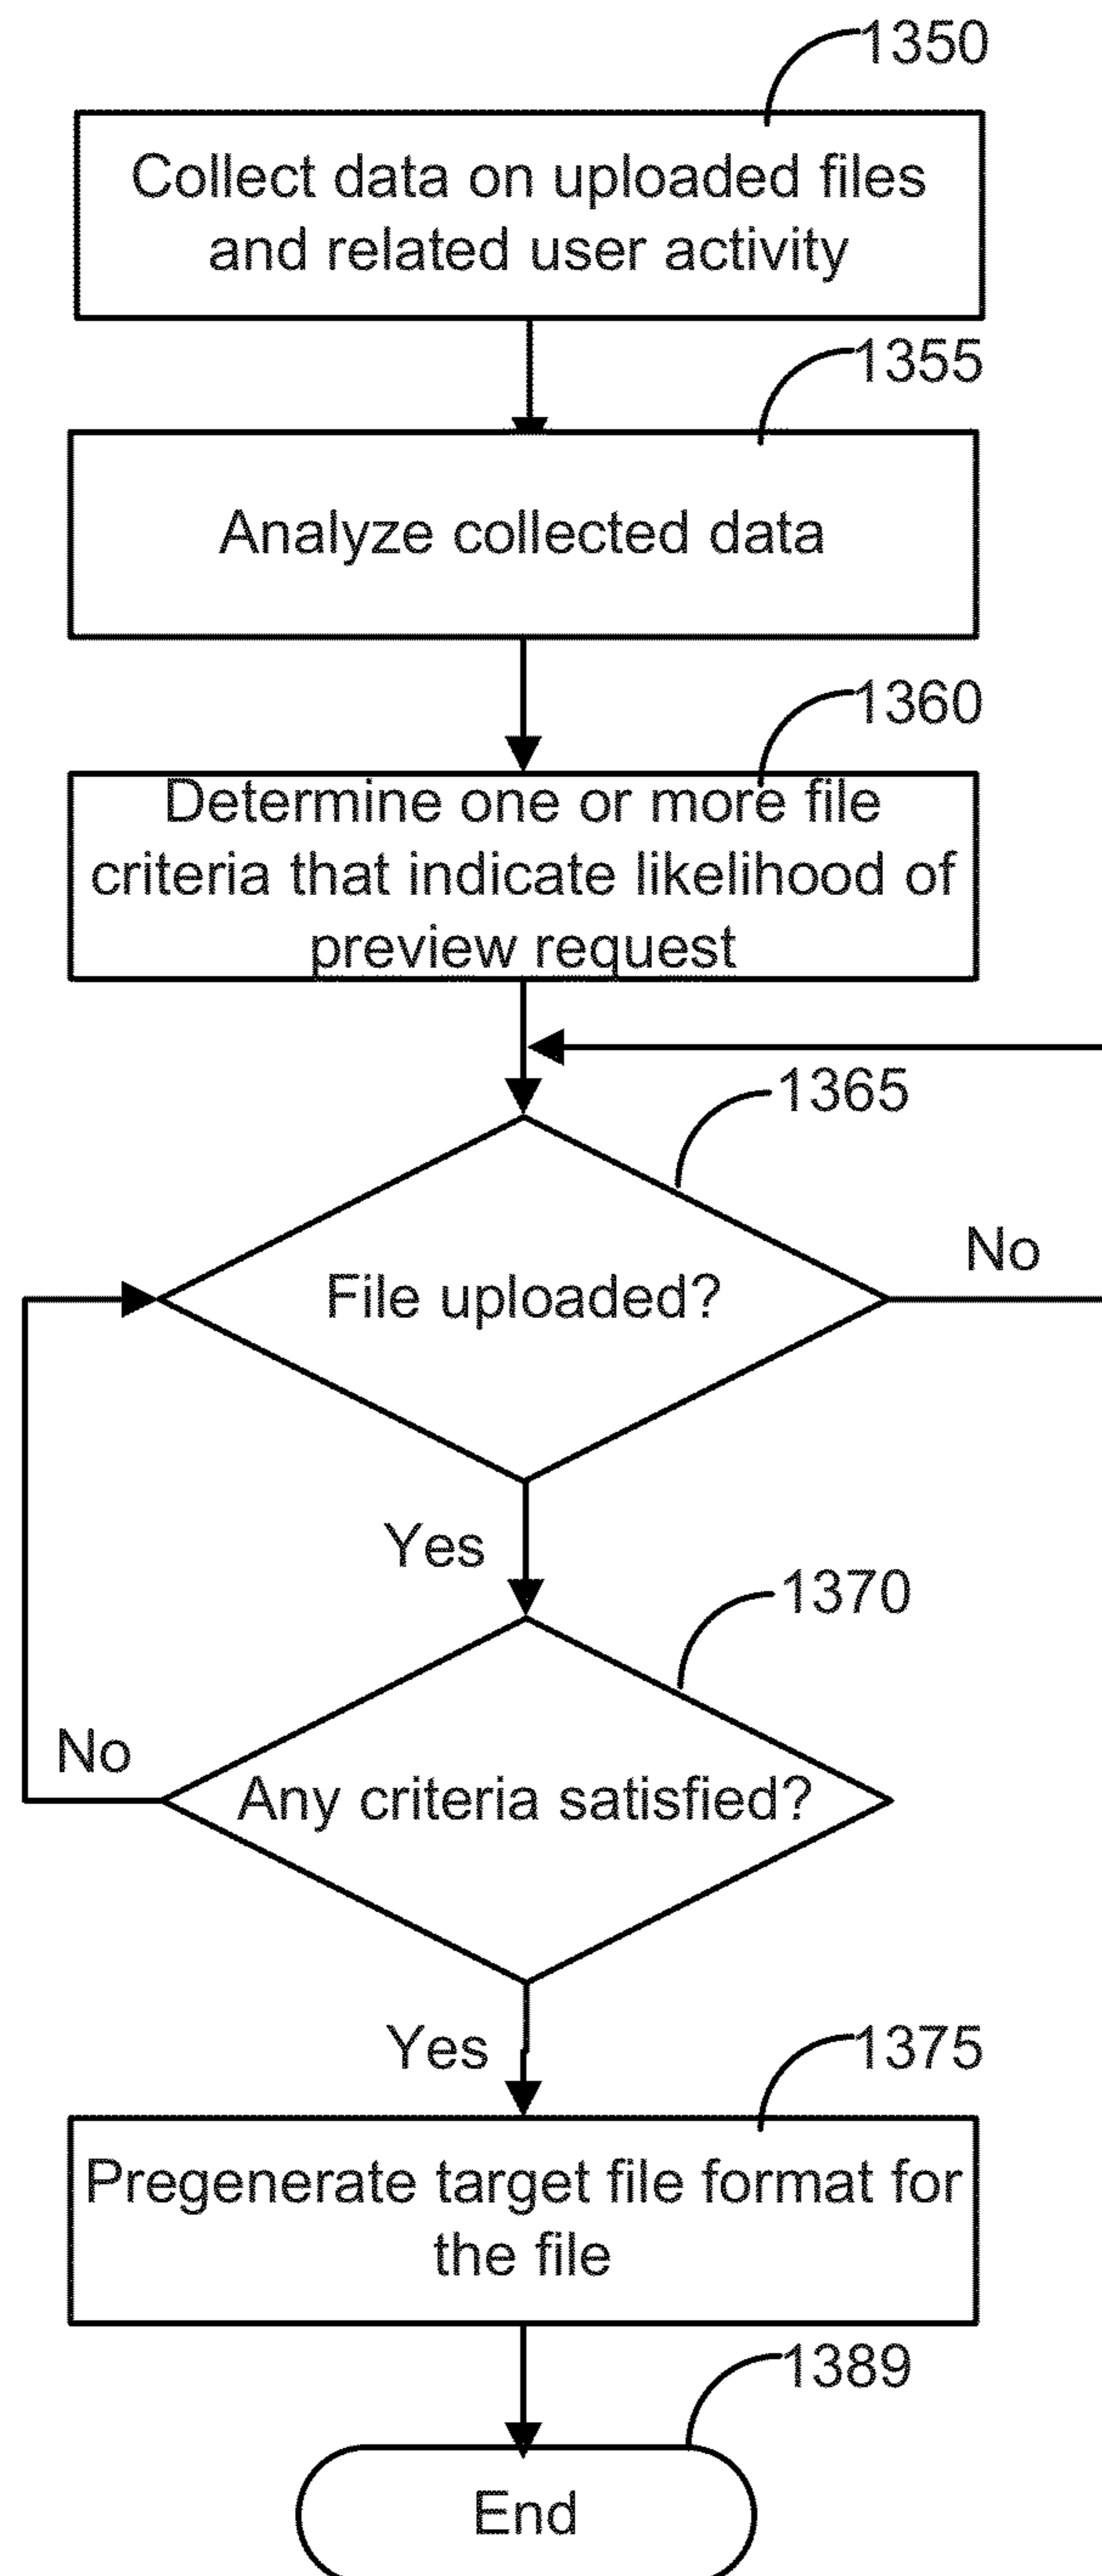 1350
Collect data on uploaded files
and related user activity
1355
Analyze collected data
1360
Determine one or more file
criteria that indicate likelihood of
preview request
1365
File uploaded?
No
Yes
1370
Any criteria satisfied?
No
Yes
1375
Pregenerate target file format for
the file
1389
End